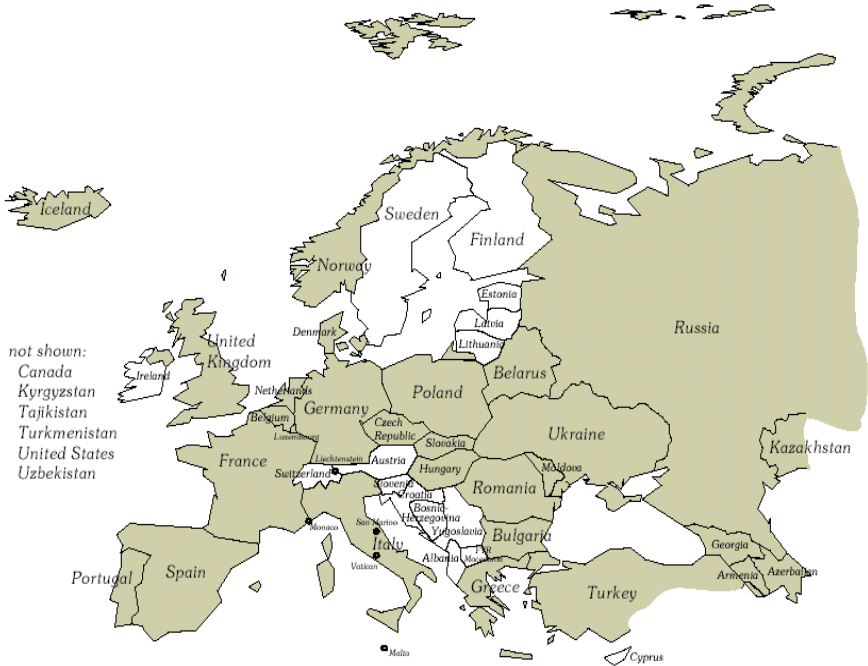 Iceland
Sweden
Finland
Norway
Estonia
Latvia
Lithuania
Denmark
Russia
United
Kingdom
not shown:
Canada
Kyrgyzstan
Tajikistan
Turkmenistan
United States
Uzbekistan
Ireland
Netherlands
Belgium
Luxembourg
Germany
Poland
Belarus
Czech
Republic
Slovakia
Ukraine
Kazakhstan
France
Liechtenstein
Switzerland
Austria
Hungary
Moldova
Slovenia
Croatia
Romania
Bosnia-
Herzegovina
Yugoslavia
Monaco
San Marino
Italy
Vatican
Bulgaria
Albania
FYR
Macedonia
Georgia
Armenia
Azerbaijan
Portugal
Spain
Greece
Turkey
Malta
Cyprus